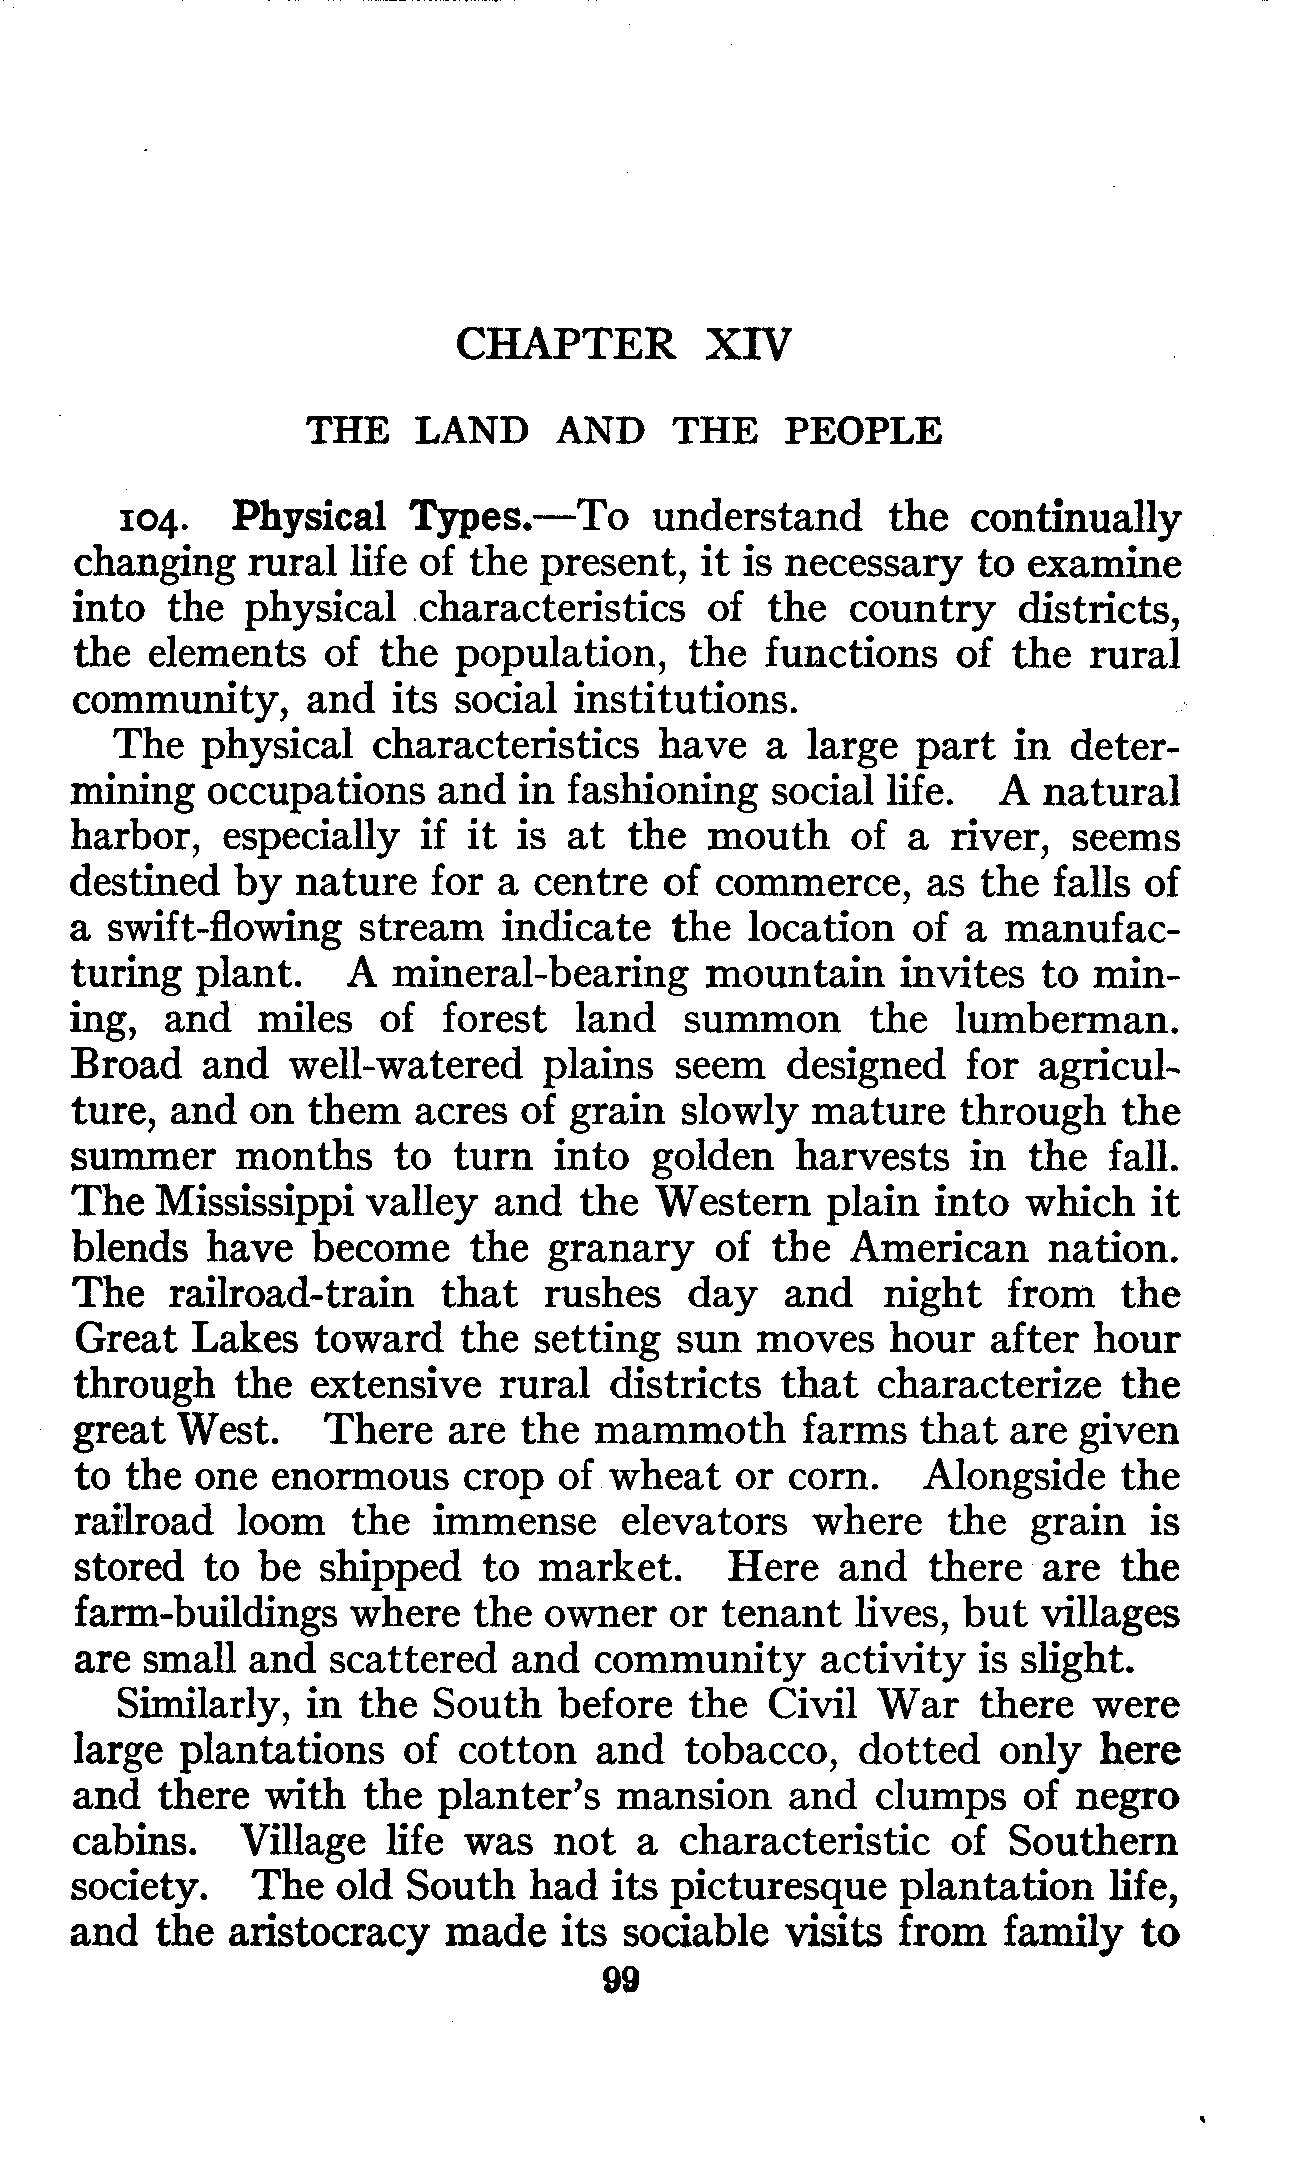 CHAPTER XIV
THE LAND AND THE PEOPLE
104. Physical Types.—To understand the continually
changing rural life of the present, it is necessary to examine
into the physical characteristics of the country districts,
the elements of the population, the functions of the rural
community, and its social institutions.
The physical characteristics have a large part in deter-
mining occupations and in fashioning social life. A natural
harbor, especially if it is at the mouth of a river, seems
destined by nature for a centre of commerce, as the falls of
a swift-flowing stream indicate the location of a manufac-
turing plant. A mineral-bearing mountain invites to min-
ing, and miles of forest land summon the lumberman.
Broad and well-watered plains seem designed for agricul-
ture, and on them acres of grain slowly mature through the
summer months to turn into golden harvests in the fall.
The Mississippi valley and the Western plain into which it
blends have become the granary of the American nation.
The railroad-train that rushes day and night from the
Great Lakes toward the setting sun moves hour after hour
through the extensive rural districts that characterize the
great West. There are the mammoth farms that are given
to the one enormous crop of wheat or corn. Alongside the
railroad loom the immense elevators where the grain is
stored to be shipped to market. Here and there are the
farm-buildings where the owner or tenant lives, but villages
are small and scattered and community activity is slight.
Similarly, in the South before the Civil War there were
large plantations of cotton and tobacco, dotted only here
and there with the planter's mansion and clumps of negro
cabins. Village life was not a characteristic of Southern
society. The old South had its picturesque plantation life,
and the aristocracy made its sociable visits from family to
99